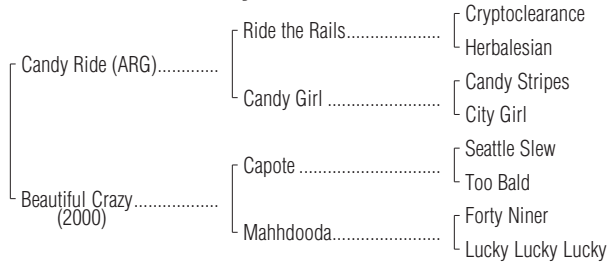 Cryptoclearance
Ride the Rails....................
Herbalesian
Candy Ride (ARG).............
Candy Stripes
Candy Girl ........................
City Girl
Seattle Slew
Capote ..............................
Too Bald
Beautiful Crazy..................
(2000)
Forty Niner
Mahhdooda.......................
Lucky Lucky Lucky